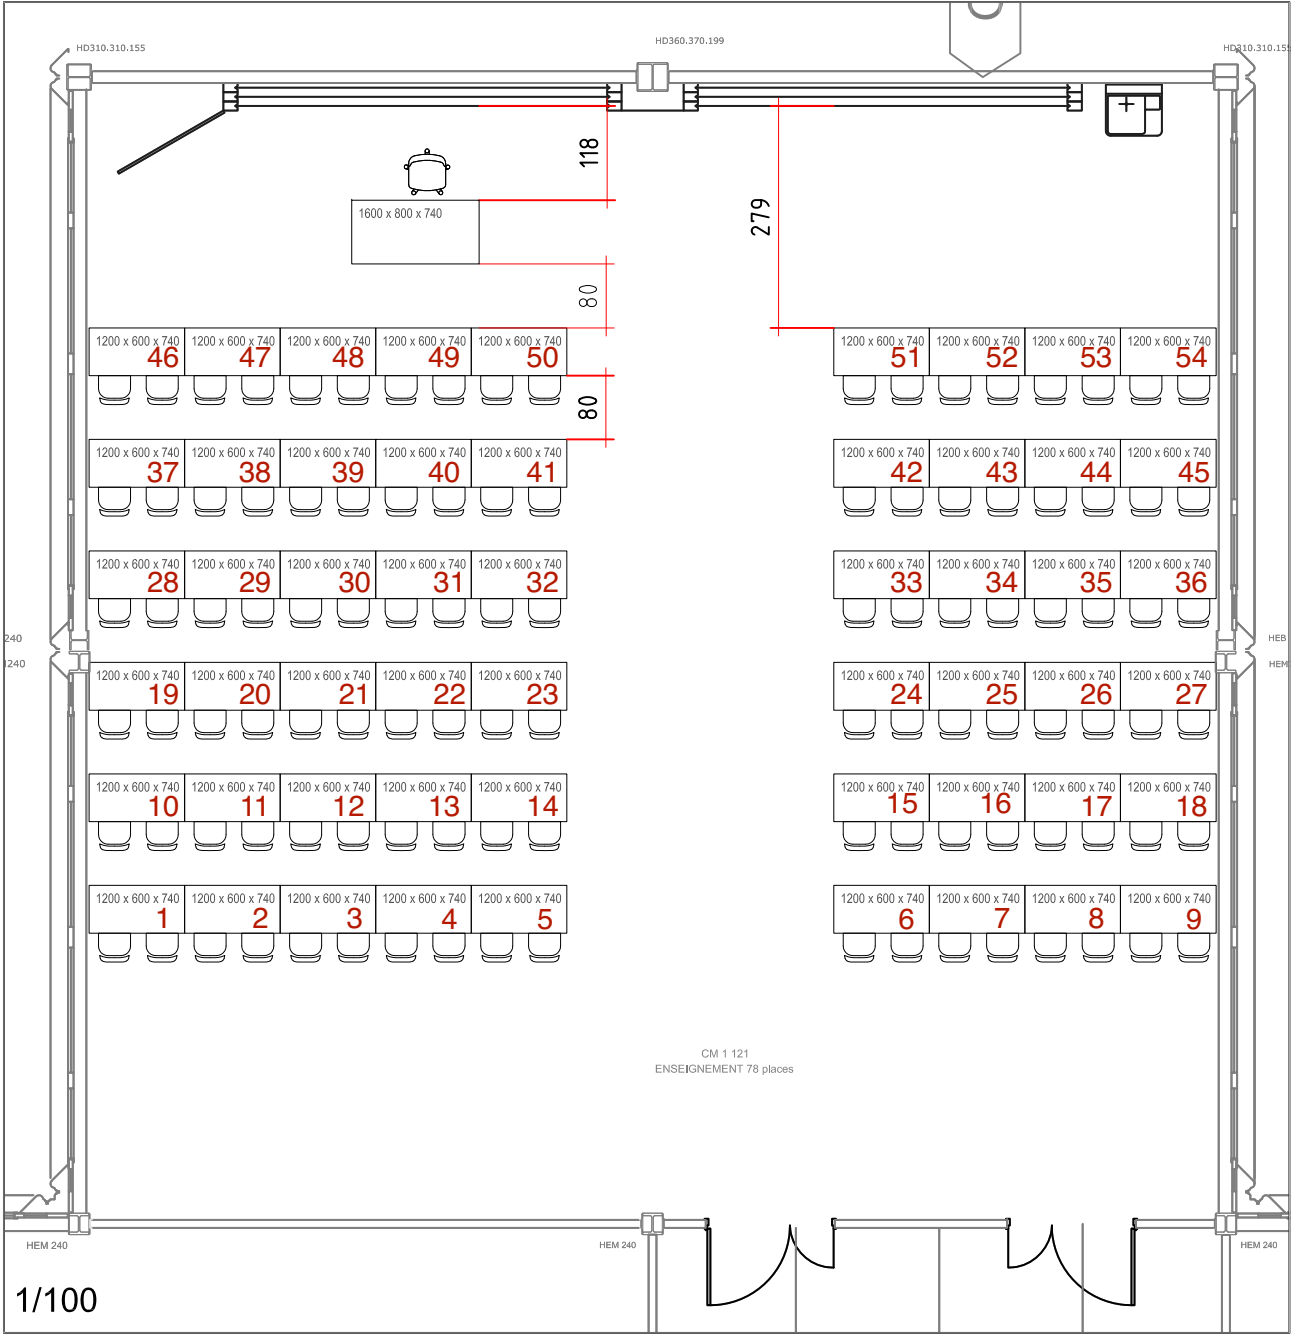 HD310.310.155
HD360.370.199
HD310.310.155
118
1600 x 800 x 740
279
80
1200 x 600 x 740 1200 x 600 x 740 1200 x 600 x 740 1200 x 600 x 740 1200 x 600 x 740 1200 x 600 x 740 1200 x 600 x 740 1200 x 600 x 740 1200 x 600 x 740
46 47 48 49 50 51 52 53 54
80
1200 x 600 x 740 1200 x 600 x 740 1200 x 600 x 740 1200 x 600 x 740 1200 x 600 x 740 1200 x 600 x 740 1200 x 600 x 740 1200 x 600 x 740 1200 x 600 x 740
37 38 39 40 41 42 43 44 45
1200 x 600 x 740 1200 x 600 x 740 1200 x 600 x 740 1200 x 600 x 740 1200 x 600 x 740 1200 x 600 x 740 1200 x 600 x 740 1200 x 600 x 740 1200 x 600 x 740
28 29 30 31 32 33 34 35 36
240 HEB
240 HEM
1200 x 600 x 740 1200 x 600 x 740 1200 x 600 x 740 1200 x 600 x 740 1200 x 600 x 740 1200 x 600 x 740 1200 x 600 x 740 1200 x 600 x 740 1200 x 600 x 740
19 20 21 22 23 24 25 26 27
1200 x 600 x 740 1200 x 600 x 740 1200 x 600 x 740 1200 x 600 x 740 1200 x 600 x 740 1200 x 600 x 740 1200 x 600 x 740 1200 x 600 x 740 1200 x 600 x 740
10 11 12 13 14 15 16 17 18
1200 x 600 x 740 1200 x 600 x 740 1200 x 600 x 740 1200 x 600 x 740 1200 x 600 x 740 1200 x 600 x 740 1200 x 600 x 740 1200 x 600 x 740 1200 x 600 x 740
1 2 3 4 5 6 7 8 9
CM 1 121
ENSEIGNEMENT 78 places
HEM 240 HEM 240 HEM 240
1/100